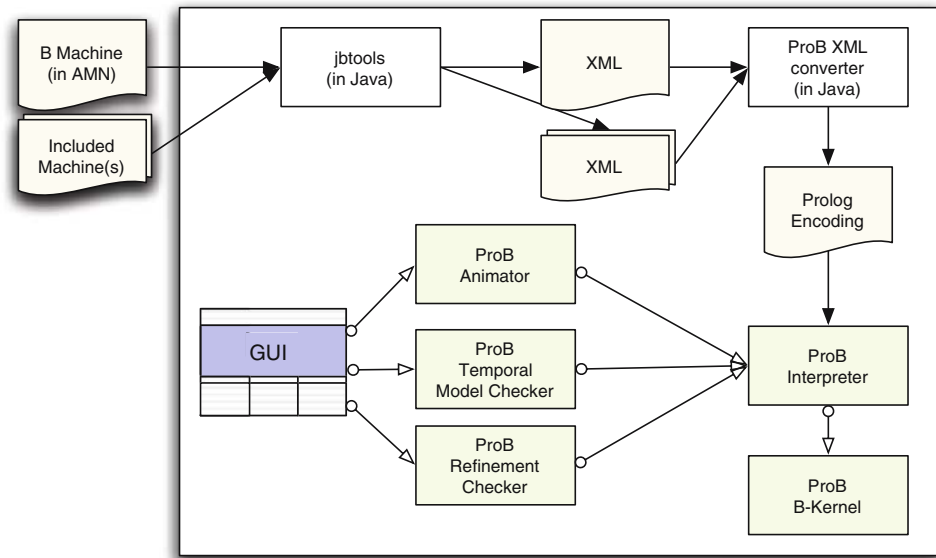 B Machine
(in AMN)
jbtools
(in Java)
XML
ProB XML
converter
(in Java)
Included
Machine(s)
XML
Prolog
Encoding
ProB
Animator
GUI
ProB
Temporal
Model Checker
ProB
Interpreter
ProB
Refinement
Checker
ProB
B-Kernel